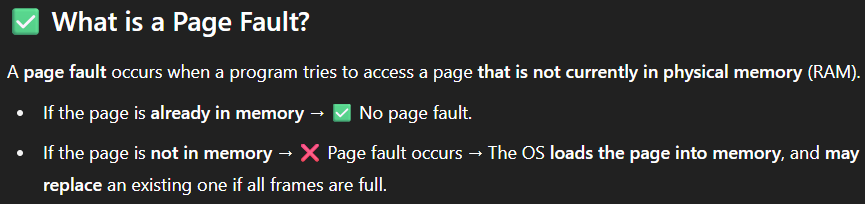 ✅ What is a Page Fault?
A page fault occurs when a program tries to access a page that is not currently in physical memory (RAM).
• If the page is already in memory → ✅ No page fault.
• If the page is not in memory → ❌ Page fault occurs → The OS loads the page into memory, and may
replace an existing one if all frames are full.